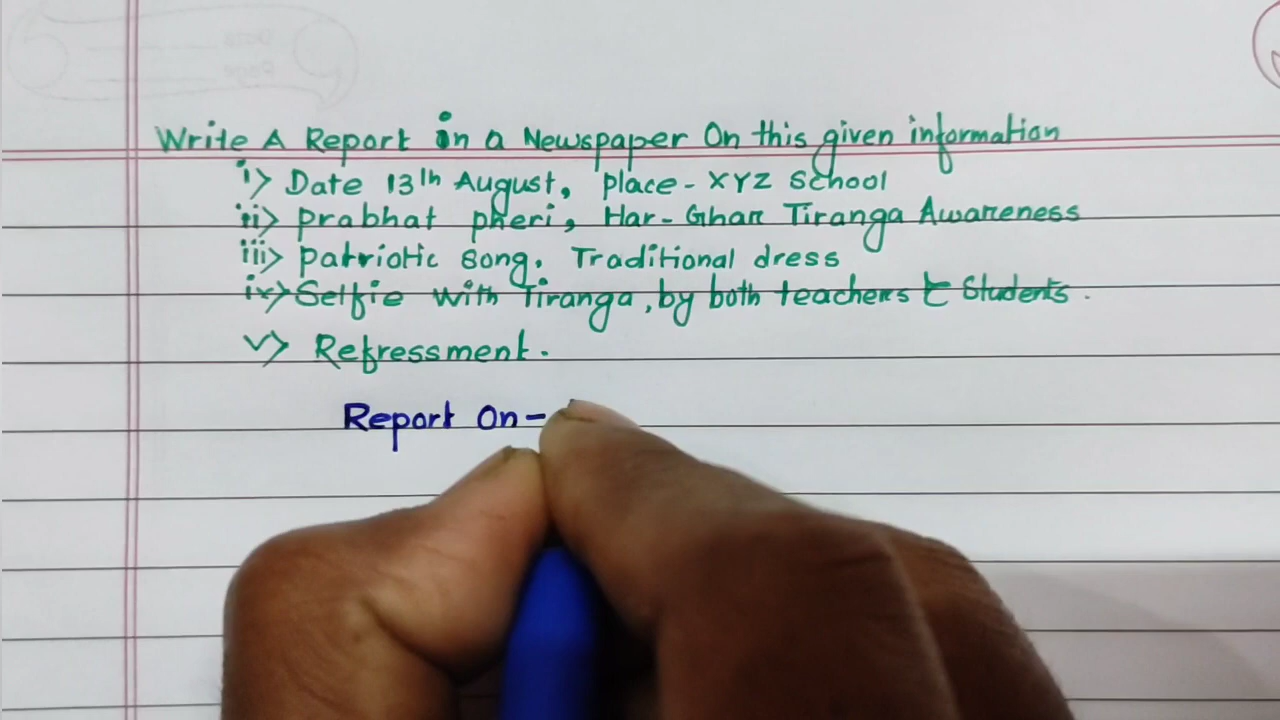 Write A Report in a Newspaper On this given information
i> Date 13th August, place - XYZ School
ii> prabhat pheri, Har-Ghar Tiranga Awareness
iii> patriotic song. Traditional dress
iv> Selfie with Tiranga, by both teachers & Students.
v> Refressment.
Report On -